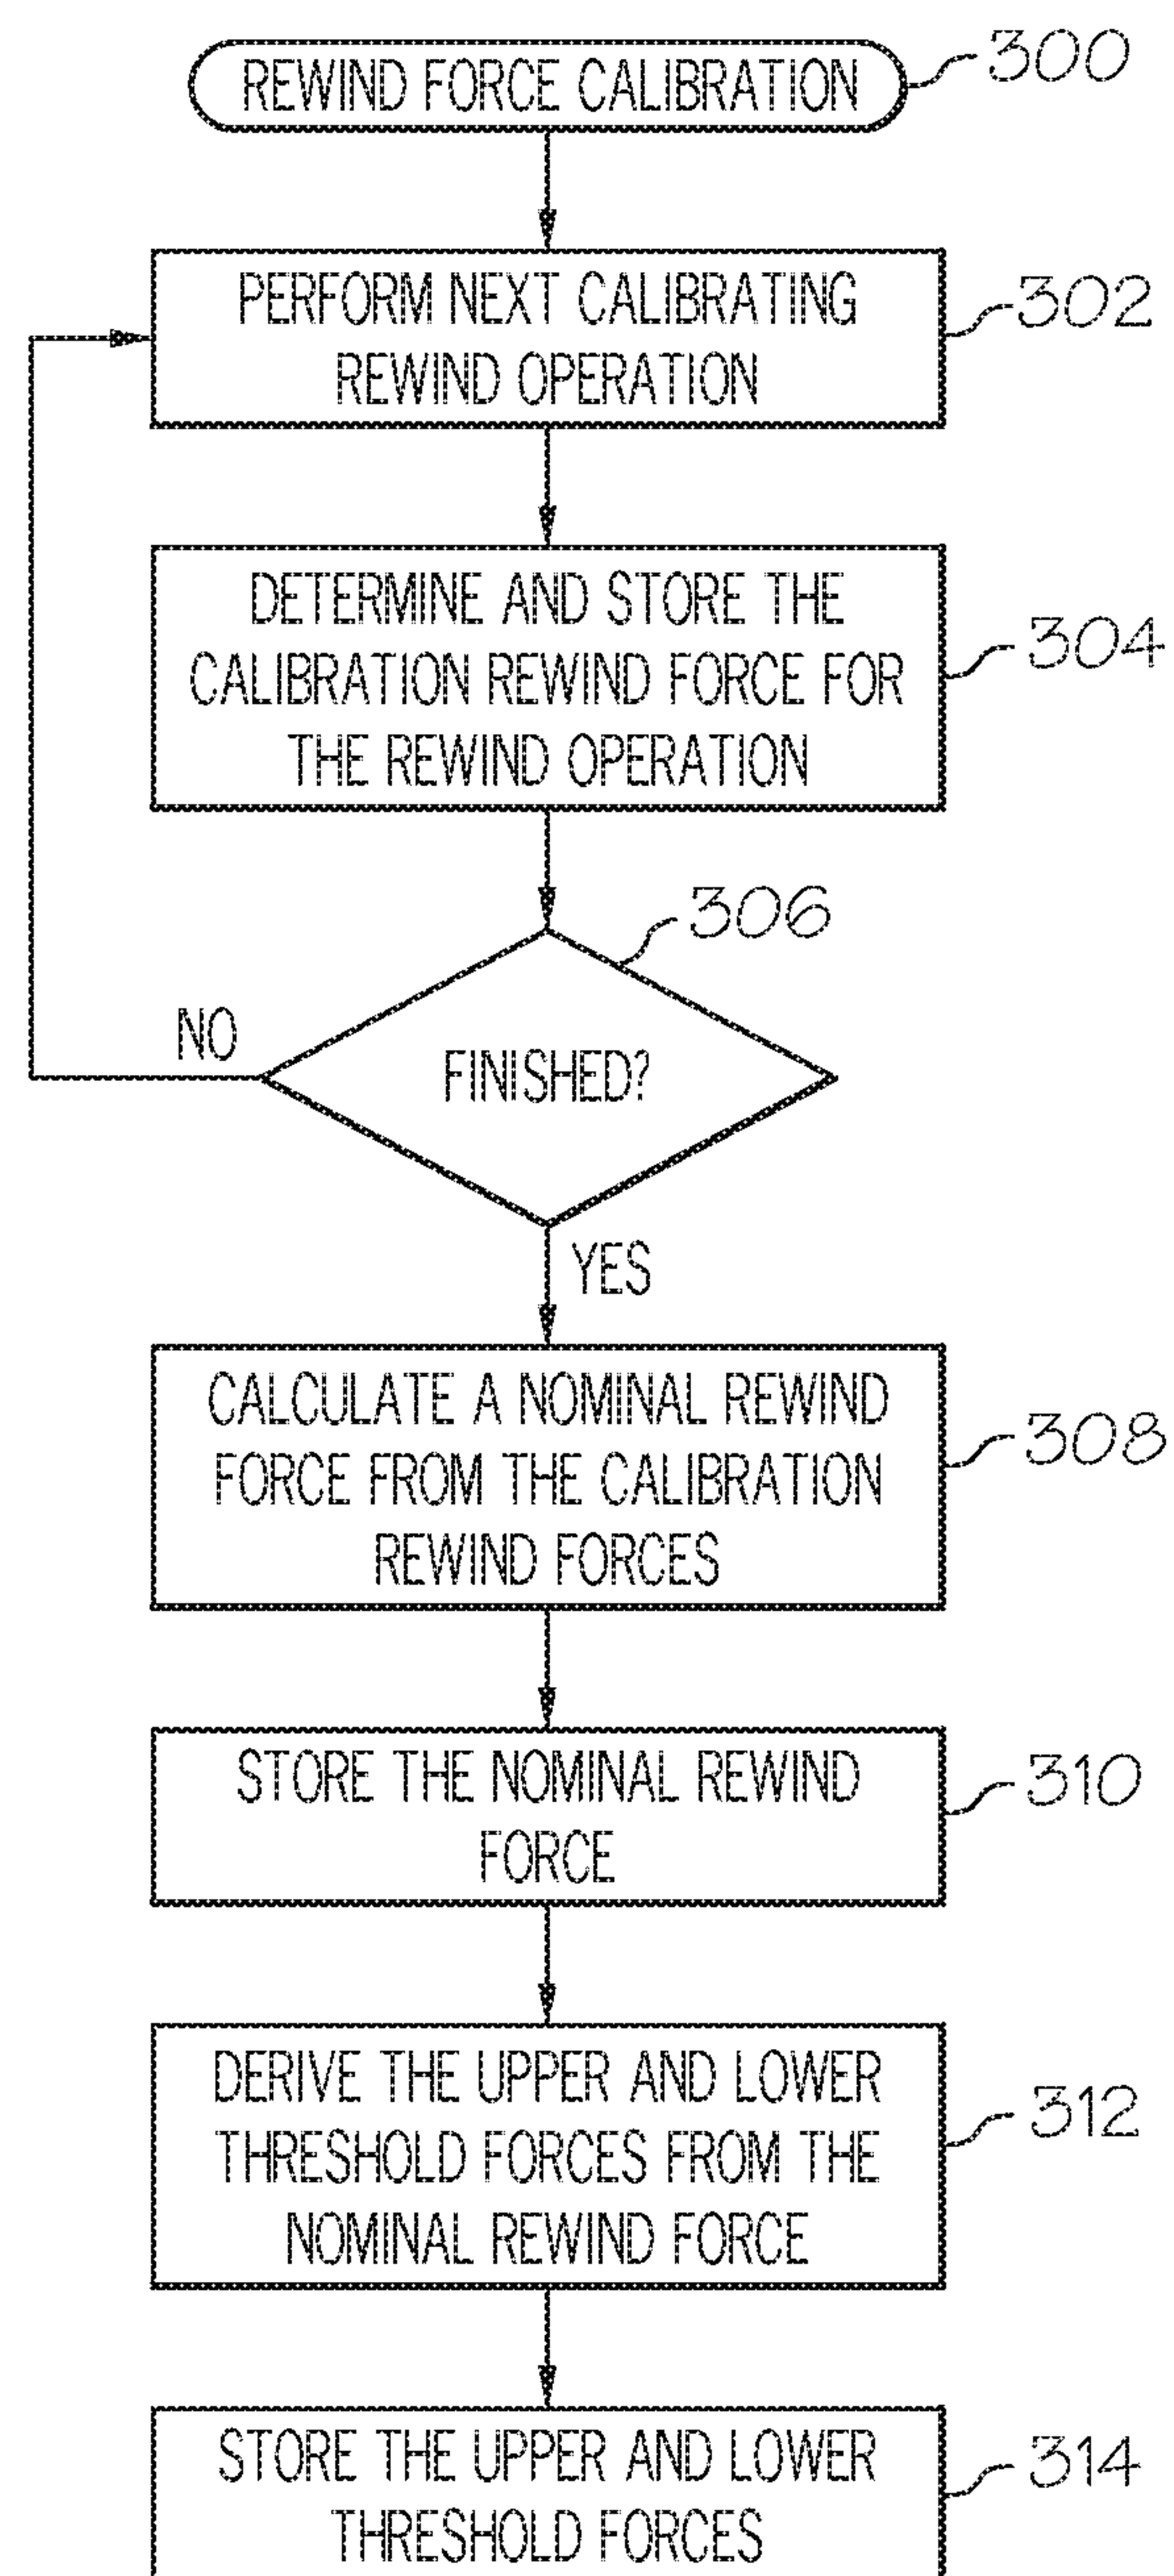 REWIND FORCE CALIBRATION
300
PERFORM NEXT CALIBRATING
REWIND OPERATION
302
DETERMINE AND STORE THE
CALIBRATION REWIND FORCE FOR
THE REWIND OPERATION
304
306
NO
FINISHED?
YES
CALCULATE A NOMINAL REWIND
FORCE FROM THE CALIBRATION
REWIND FORCES
308
STORE THE NOMINAL REWIND
FORCE
310
DERIVE THE UPPER AND LOWER
THRESHOLD FORCES FROM THE
NOMINAL REWIND FORCE
312
STORE THE UPPER AND LOWER
THRESHOLD FORCES
314